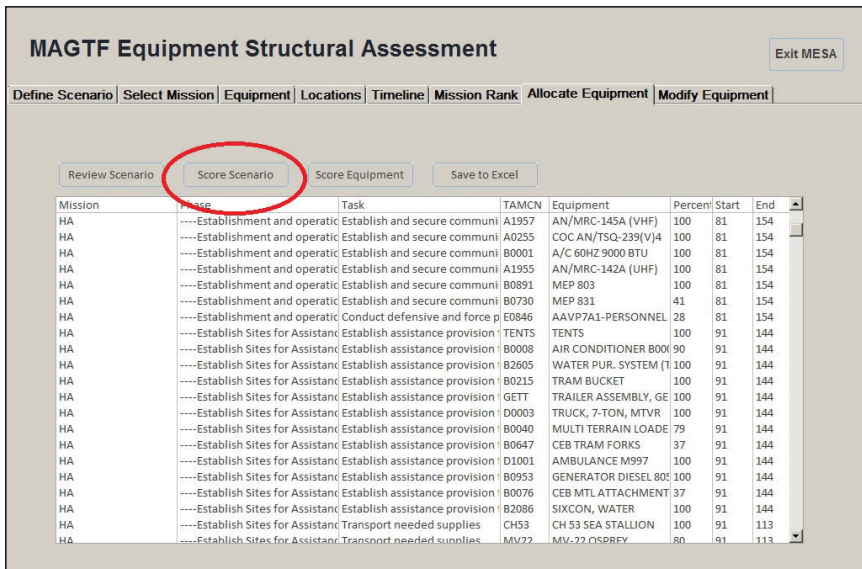 MAGTF Equipment Structural Assessment
Exit MESA
Define Scenario Select Mission Equipment Locations Timeline Mission Rank Allocate Equipment Modify Equipment
Review Scenario Score Scenario Score Equipment Save to Excel
Mission Phase Task TAMCN Equipment Percent Start End
HA ----Establishment and operatic Establish and secure communi A1957 AN/MRC-145A (VHF) 100 81 154
HA ----Establishment and operatic Establish and secure communi A0255 COC AN/TSQ-239(V)4 100 81 154
HA ----Establishment and operatic Establish and secure communi B0001 A/C 60HZ 9000 BTU 100 81 154
HA ----Establishment and operatic Establish and secure communi A1955 AN/MRC-142A (UHF) 100 81 154
HA ----Establishment and operatic Establish and secure communi B0891 MEP 803 100 81 154
HA ----Establishment and operatic Establish and secure communi B0730 MEP 831 41 81 154
HA ----Establishment and operatic Conduct defensive and force p E0846 AAVP7A1-PERSONNEL 28 81 154
HA ----Establish Sites for Assistanc Establish assistance provision TENTS TENTS 100 91 144
HA ----Establish Sites for Assistanc Establish assistance provision B0008 AIR CONDITIONER B00( 90 91 144
HA ----Establish Sites for Assistanc Establish assistance provision B2605 WATER PUR. SYSTEM (T 100 91 144
HA ----Establish Sites for Assistanc Establish assistance provision B0215 TRAM BUCKET 100 91 144
HA ----Establish Sites for Assistanc Establish assistance provision GETT TRAILER ASSEMBLY, GE 100 91 144
HA ----Establish Sites for Assistanc Establish assistance provision D0003 TRUCK, 7-TON, MTVR 100 91 144
HA ----Establish Sites for Assistanc Establish assistance provision B0040 MULTI TERRAIN LOADE 79 91 144
HA ----Establish Sites for Assistanc Establish assistance provision B0647 CEB TRAM FORKS 37 91 144
HA ----Establish Sites for Assistanc Establish assistance provision D1001 AMBULANCE M997 100 91 144
HA ----Establish Sites for Assistanc Establish assistance provision B0953 GENERATOR DIESEL 805 100 91 144
HA ----Establish Sites for Assistanc Establish assistance provision B0076 CEB MTL ATTACHMENT 37 91 144
HA ----Establish Sites for Assistanc Establish assistance provision B2086 SIXCON, WATER 100 91 144
HA ----Establish Sites for Assistanc Transport needed supplies CH53 CH 53 SEA STALLION 100 91 113
HA ----Establish Sites for Assistanc Transport needed supplies MV22 MV-22 OSPREY 80 91 113